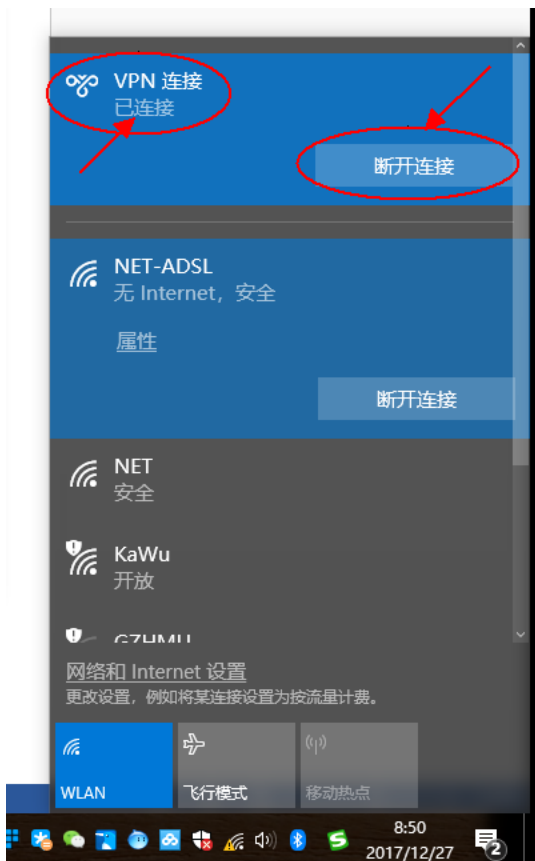 VPN 连接
已连接
断开连接
NET-ADSL
无 Internet，安全
属性
断开连接
NET
安全
KaWu
开放
GZHMU
网络和 Internet 设置
更改设置，例如将某连接设置为按流量计费。
WLAN
飞行模式
移动热点
8:50
2017/12/27
2